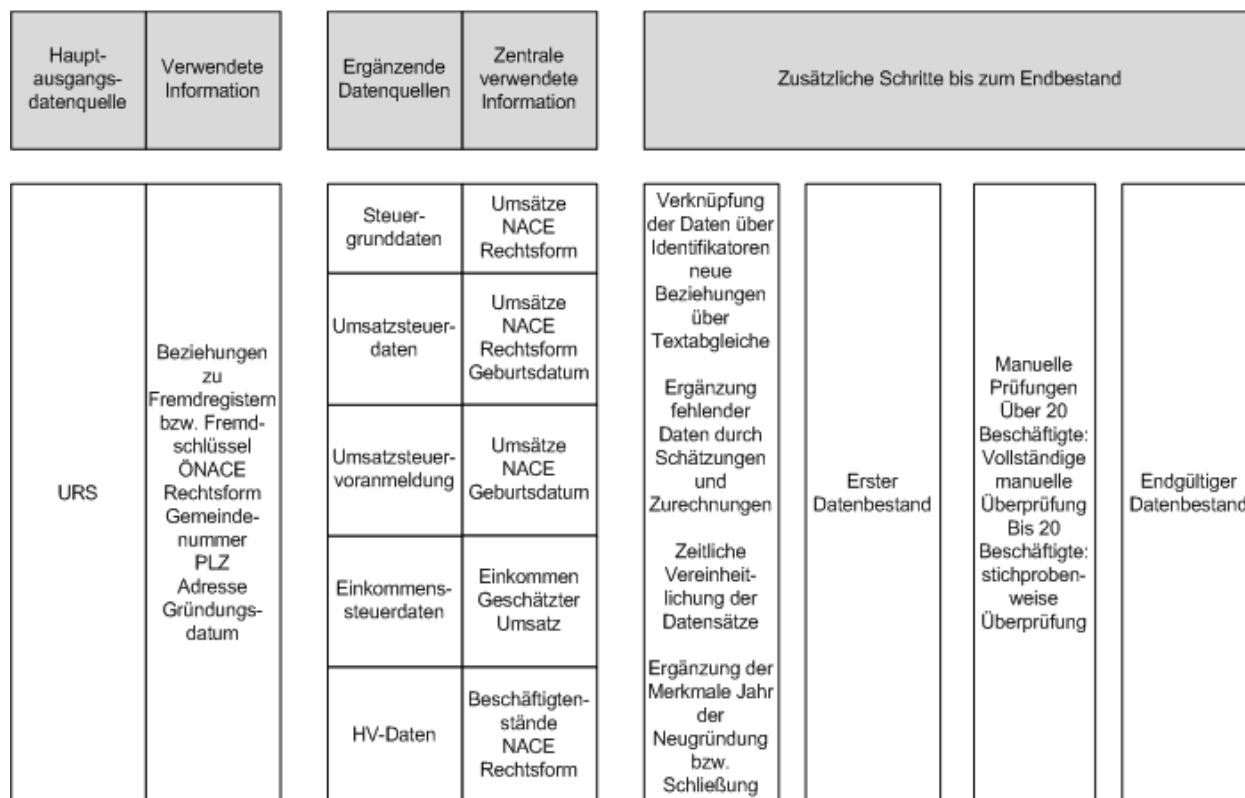 Haupt-
ausgangs-
datenquelle
Verwendete
Information
Ergänzende
Datenquellen
Zentrale
verwendete
Information
Zusätzliche Schritte bis zum Endbestand
URS
Beziehungen
zu
Fremdregistern
bzw. Fremd-
schlüssel
ÖNACE
Rechtsform
Gemeinde-
nummer
PLZ
Adresse
Gründungs-
datum
Steuer-
grunddaten
Umsätze
NACE
Rechtsform
Umsatzsteuer-
daten
Umsätze
NACE
Rechtsform
Geburtsdatum
Umsatzsteuer-
voranmeldung
Umsätze
NACE
Geburtsdatum
Einkommens-
steuerdaten
Einkommen
Geschätzter
Umsatz
HV-Daten
Beschäftigten-
stände
NACE
Rechtsform
Verknüpfung
der Daten über
Identifikatoren
neue
Beziehungen
über
Textabgleiche
Ergänzung
fehlender
Daten durch
Schätzungen
und
Zurechnungen
Zeitliche
Vereinheit-
lichung der
Datensätze
Ergänzung der
Merkmale Jahr
der
Neugründung
bzw.
Schließung
Erster
Datenbestand
Manuelle
Prüfungen
Über 20
Beschäftigte:
Vollständige
manuelle
Überprüfung
Bis 20
Beschäftigte:
stichproben-
weise
Überprüfung
Endgültiger
Datenbestand